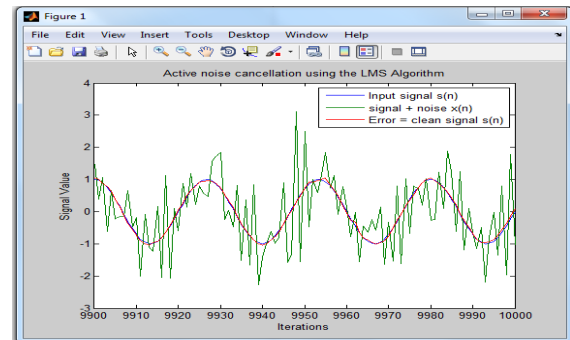 Figure 1
File Edit View Insert Tools Desktop Window Help
Active noise cancellation using the LMS Algorithm
Input signal s(n)
signal + noise x(n)
Error = clean signal s(n)
Signal Value
4
3
2
1
0
-1
-2
-3
9900 9910 9920 9930 9940 9950 9960 9970 9980 9990 10000
Iterations